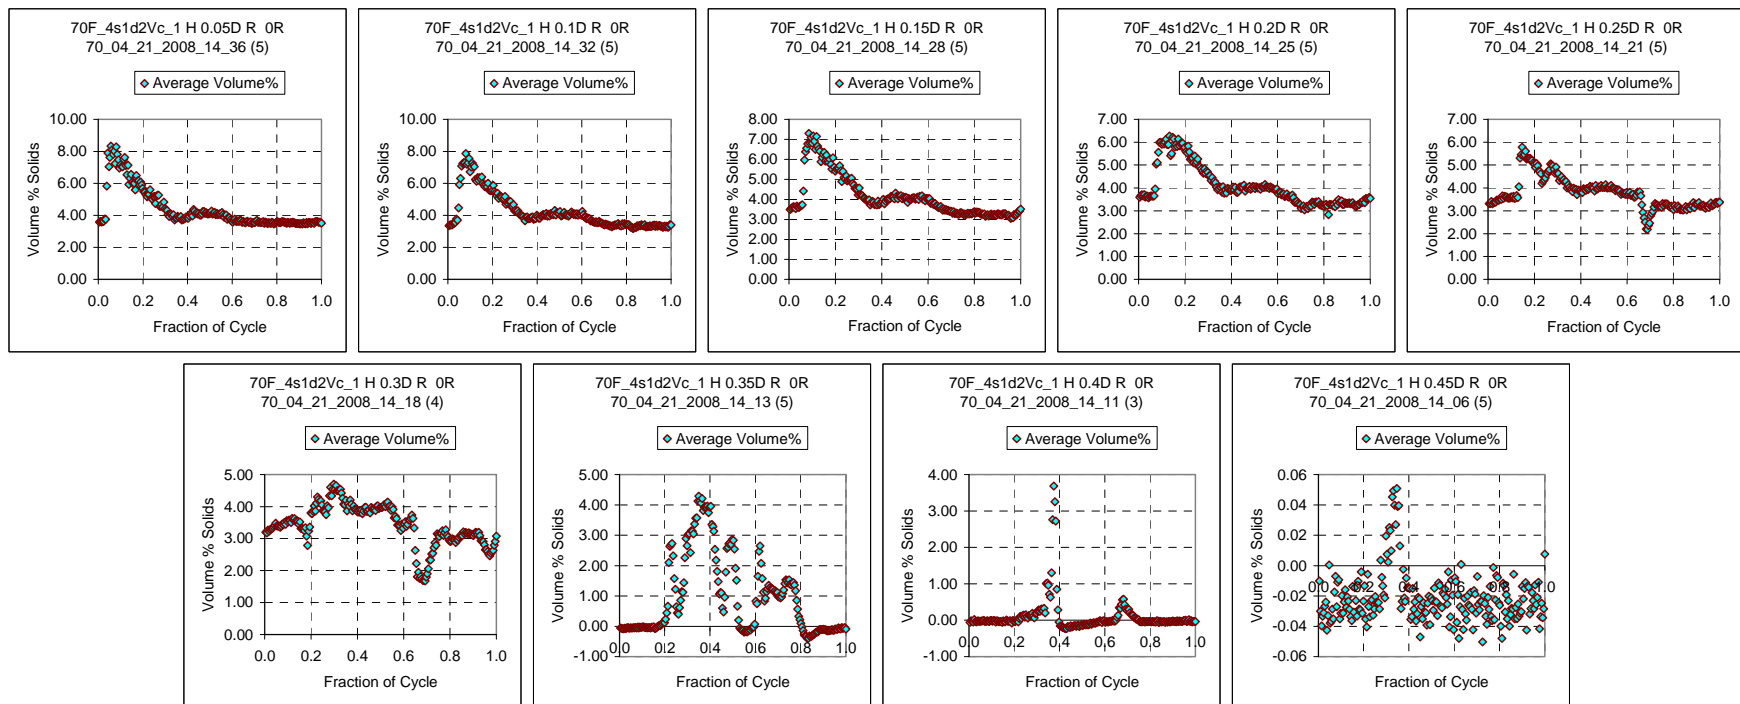 70F_4s1d2Vc_1 H 0.05D R 0R
70_04_21_2008_14_36 (5)
Average Volume%
Volume % Solids
10.00
8.00
6.00
4.00
2.00
0.00
0.0 0.2 0.4 0.6 0.8 1.0
Fraction of Cycle
70F_4s1d2Vc_1 H 0.1D R 0R
70_04_21_2008_14_32 (5)
Average Volume%
Volume % Solids
10.00
8.00
6.00
4.00
2.00
0.00
0.0 0.2 0.4 0.6 0.8 1.0
Fraction of Cycle
70F_4s1d2Vc_1 H 0.15D R 0R
70_04_21_2008_14_28 (5)
Average Volume%
Volume % Solids
8.00
7.00
6.00
5.00
4.00
3.00
2.00
1.00
0.00
0.0 0.2 0.4 0.6 0.8 1.0
Fraction of Cycle
70F_4s1d2Vc_1 H 0.2D R 0R
70_04_21_2008_14_25 (5)
Average Volume%
Volume % Solids
7.00
6.00
5.00
4.00
3.00
2.00
1.00
0.00
0.0 0.2 0.4 0.6 0.8 1.0
Fraction of Cycle
70F_4s1d2Vc_1 H 0.25D R 0R
70_04_21_2008_14_21 (5)
Average Volume%
Volume % Solids
7.00
6.00
5.00
4.00
3.00
2.00
1.00
0.00
0.0 0.2 0.4 0.6 0.8 1.0
Fraction of Cycle
70F_4s1d2Vc_1 H 0.3D R 0R
70_04_21_2008_14_18 (4)
Average Volume%
Volume % Solids
5.00
4.00
3.00
2.00
1.00
0.00
0.0 0.2 0.4 0.6 0.8 1.0
Fraction of Cycle
70F_4s1d2Vc_1 H 0.35D R 0R
70_04_21_2008_14_13 (5)
Average Volume%
Volume % Solids
5.00
4.00
3.00
2.00
1.00
0.00
-1.00
0.0 0.2 0.4 0.6 0.8 1.0
Fraction of Cycle
70F_4s1d2Vc_1 H 0.4D R 0R
70_04_21_2008_14_11 (3)
Average Volume%
Volume % Solids
4.00
3.00
2.00
1.00
0.00
-1.00
0.0 0.2 0.4 0.6 0.8 1.0
Fraction of Cycle
70F_4s1d2Vc_1 H 0.45D R 0R
70_04_21_2008_14_06 (5)
Average Volume%
Volume % Solids
0.06
0.04
0.02
0.00
-0.02
-0.04
-0.06
0.0 0.2 0.4 0.6 0.8 1.0
Fraction of Cycle